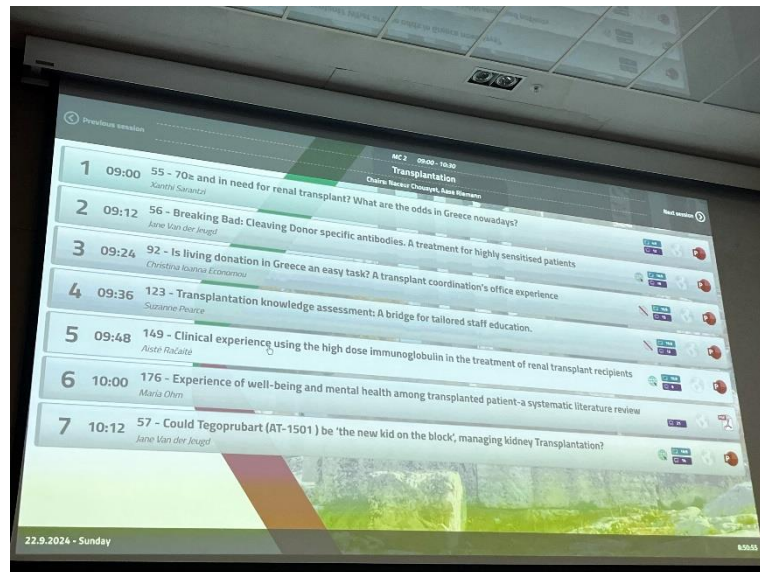 Previous session
MC 2 09:00 - 10:30
Transplantation
Chairs: Naceur Chouayet, Aase Riemann
Next session
1 09:00 55 - 70≥ and in need for renal transplant? What are the odds in Greece nowadays?
Xanthi Sarantzi
2 09:12 56 - Breaking Bad: Cleaving Donor specific antibodies. A treatment for highly sensitised patients
Jane Van der Jeugd
3 09:24 92 - Is living donation in Greece an easy task? A transplant coordination's office experience
Christina Ioanna Economou
4 09:36 123 - Transplantation knowledge assessment: A bridge for tailored staff education.
Suzanne Pearce
5 09:48 149 - Clinical experience using the high dose immunoglobulin in the treatment of renal transplant recipients
Aistė Račaitė
6 10:00 176 - Experience of well-being and mental health among transplanted patient-a systematic literature review
Maria Ohrn
7 10:12 57 - Could Tegoprubart (AT-1501 ) be 'the new kid on the block', managing kidney Transplantation?
Jane Van der Jeugd
22.9.2024 - Sunday
8:50:55